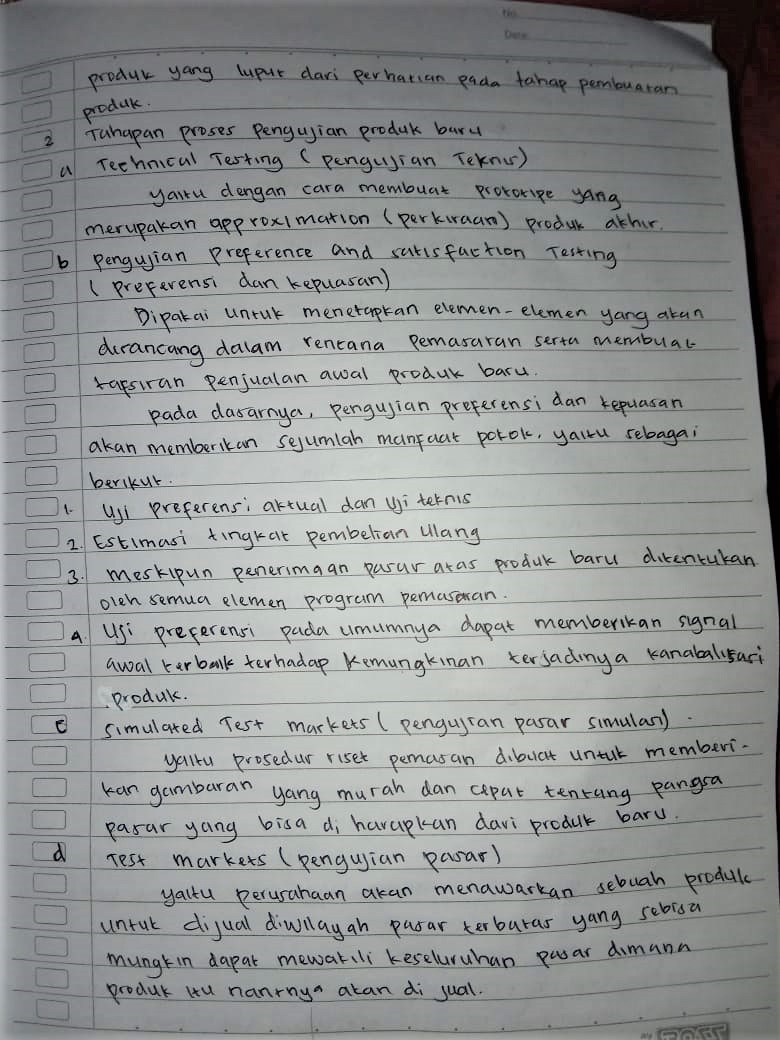 No
Date
produk yang luput dari perhatian pada tahap pembuatan
produk.
2 Tahapan proses pengujian produk baru
a Technical Testing (pengujian Teknis)
yaitu dengan cara membuat prototipe yang
merupakan approximation (perkiraan) produk akhir.
b pengujian preference and satisfaction Testing
(preferensi dan kepuasan)
Dipakai untuk menetapkan elemen-elemen yang akan
dirancang dalam rencana pemasaran serta membuat
tafsiran penjualan awal produk baru.
pada dasarnya, pengujian preferensi dan kepuasan
akan memberikan sejumlah manfaat pokok, yaitu sebagai
berikut.
1. Uji preferensi aktual dan uji teknis
2. Estimasi tingkat pembelian ulang
3. meskipun penerimaan pasar atas produk baru ditentukan
oleh semua elemen program pemasaran.
4. Uji preferensi pada umumnya dapat memberikan signal
awal terbaik terhadap kemungkinan terjadinya kanabalisasi
produk.
c simulated Test markets (pengujian pasar simulasi).
yaitu prosedur riset pemasan dibuat untuk memberi-
kan gambaran yang murah dan cepat tentang pangsa
pasar yang bisa di harapkan dari produk baru.
d Test markets (pengujian pasar)
yaitu perusahaan akan menawarkan sebuah produk
untuk dijual diwilayah pasar terbatas yang sebisa
mungkin dapat mewakili keseluruhan pasar dimana
produk itu nantnya akan di jual.